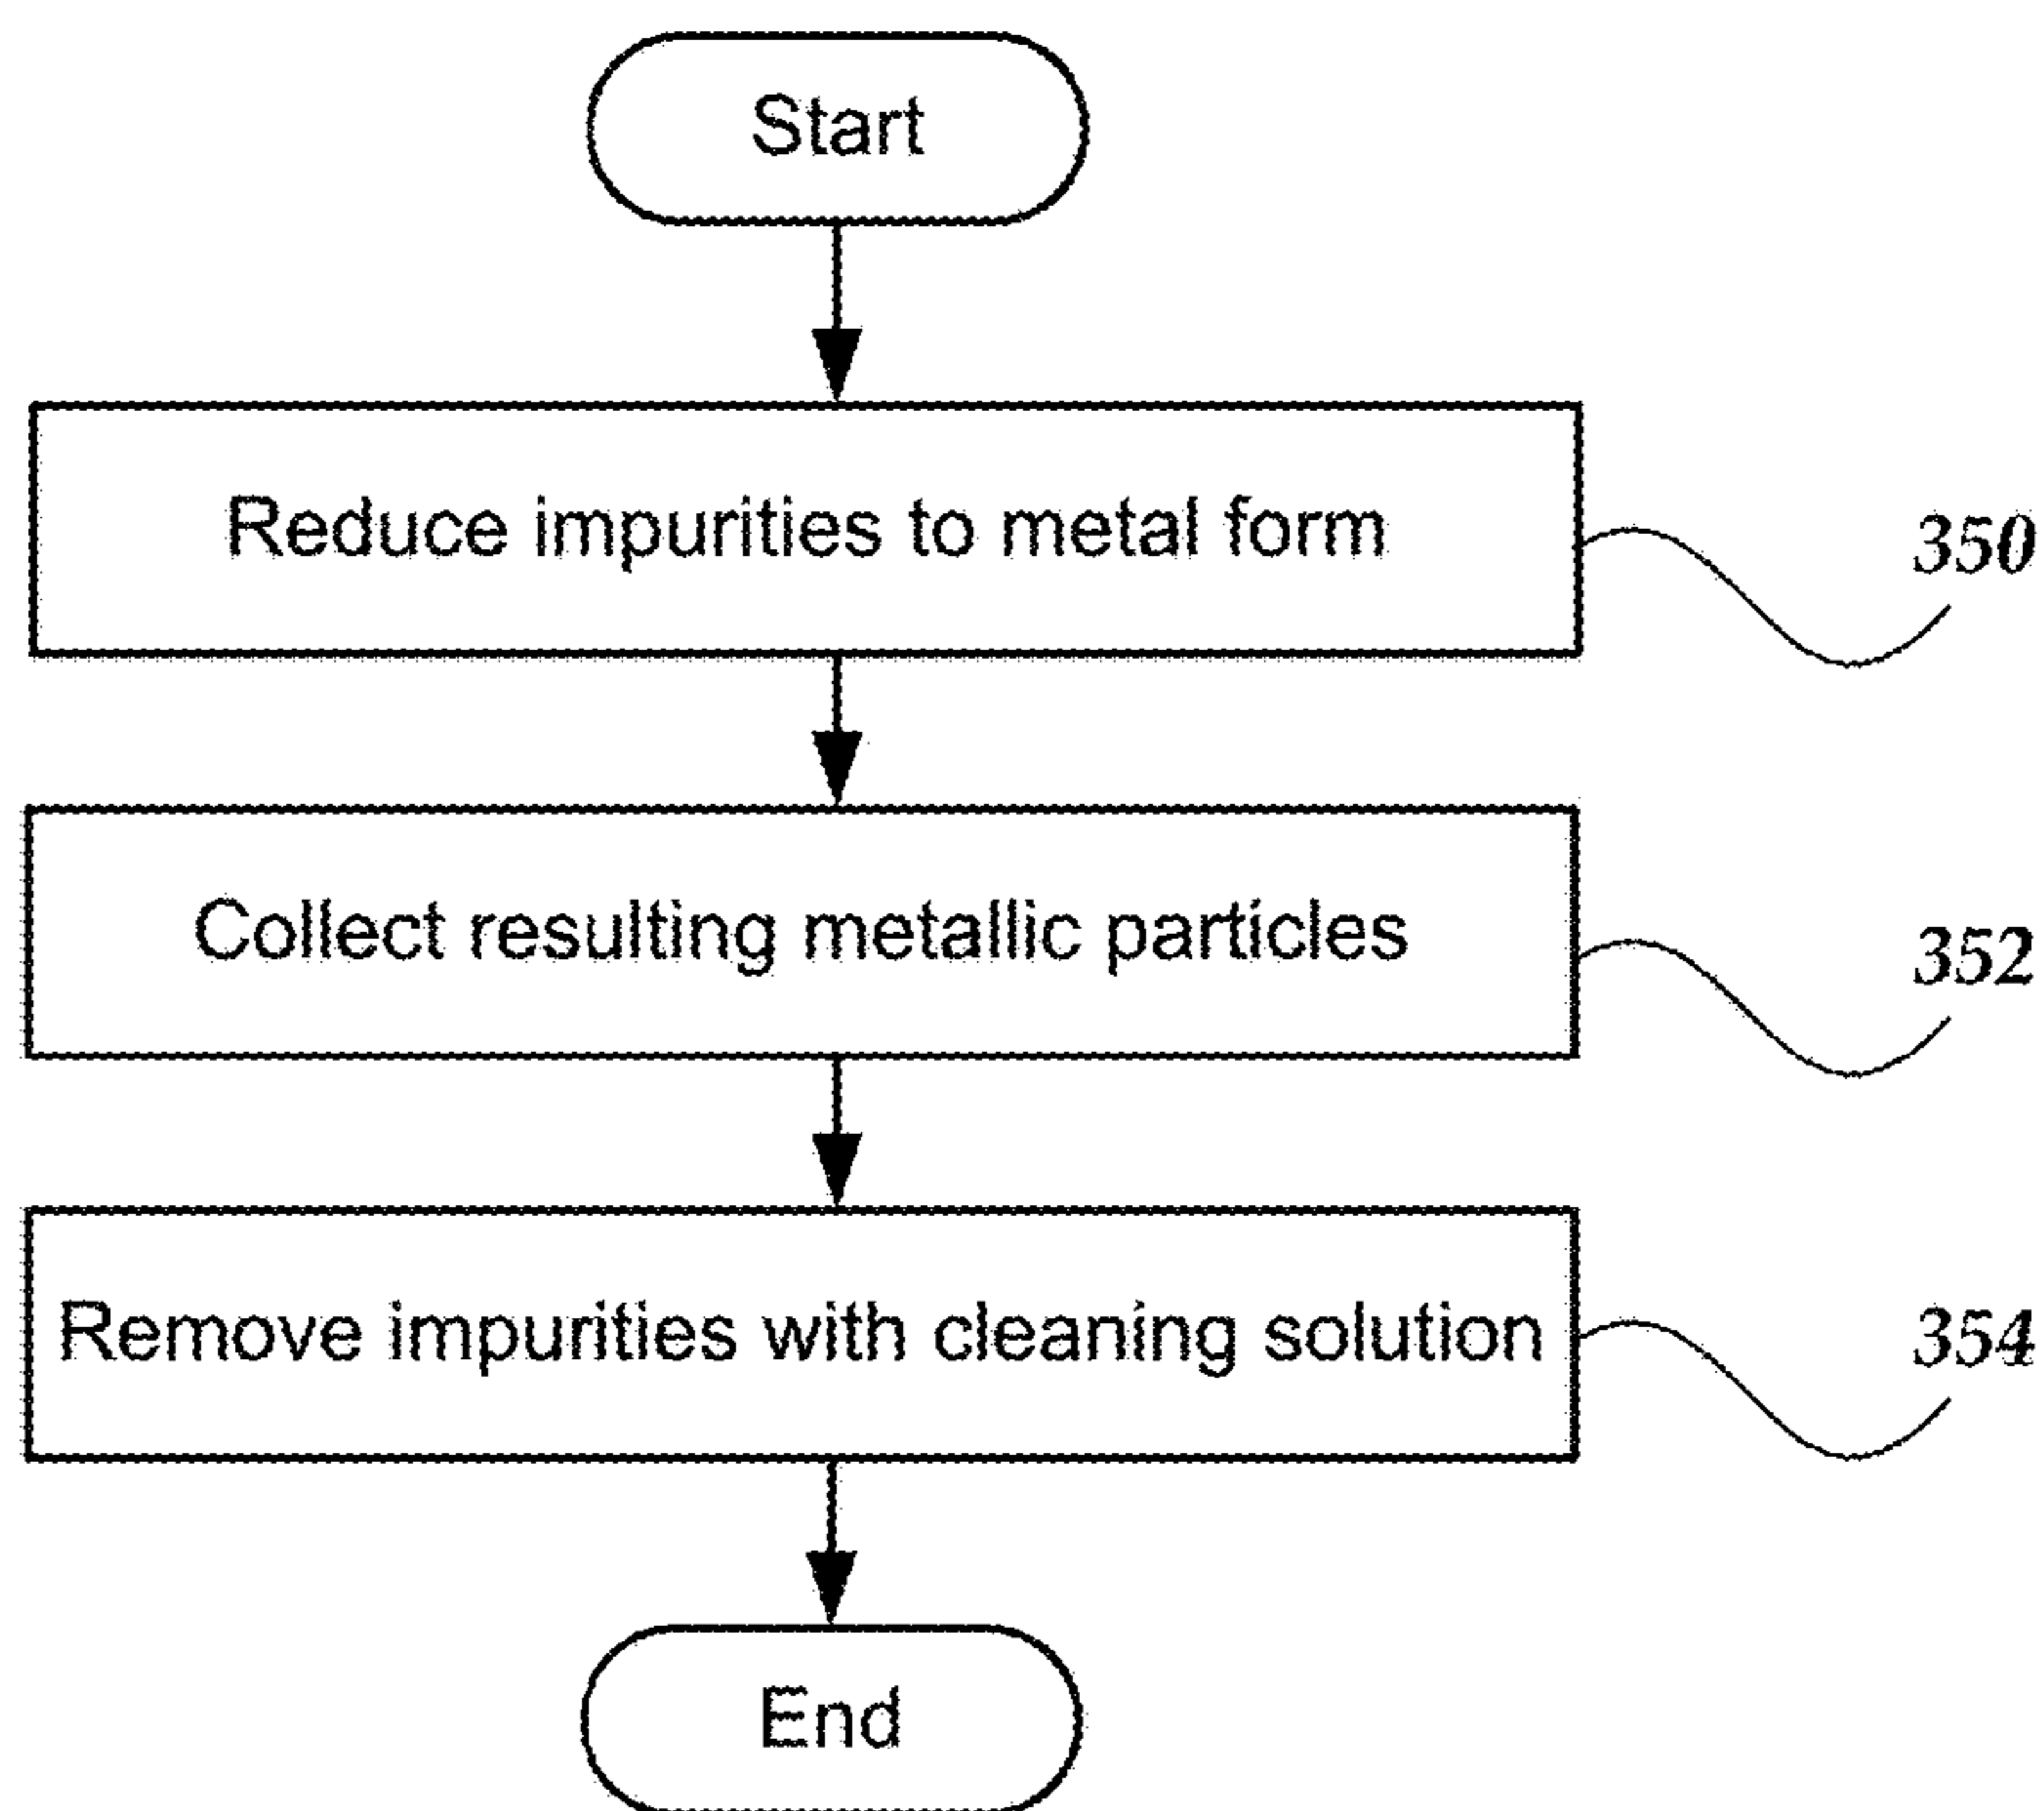 Start
Reduce impurities to metal form
350
Collect resulting metallic particles
352
Remove impurities with cleaning solution
354
End